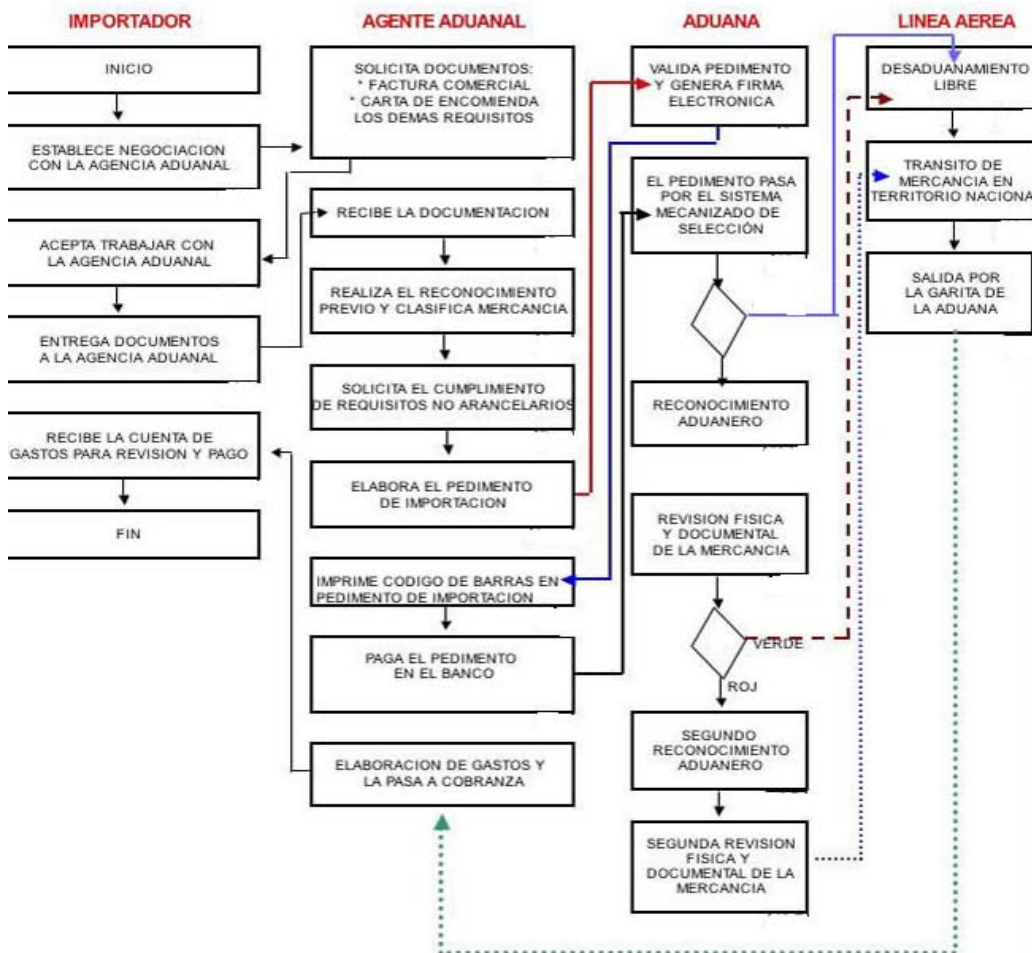 IMPORTADOR
INICIO
ESTABLECE NEGOCIACION
CON LA AGENCIA ADUANAL
ACEPTA TRABAJAR CON
LA AGENCIA ADUANAL
ENTREGA DOCUMENTOS
A LA AGENCIA ADUANAL
RECIBE LA CUENTA DE
GASTOS PARA REVISION Y PAGO
FIN
AGENTE ADUANAL
SOLICITA DOCUMENTOS:
* FACTURA COMERCIAL
* CARTA DE ENCOMIENDA
LOS DEMAS REQUISITOS
RECIBE LA DOCUMENTACION
REALIZA EL RECONOCIMIENTO
PREVIO Y CLASIFICA MERCANCIA
SOLICITA EL CUMPLIMIENTO
DE REQUISITOS NO ARANCELARIOS
ELABORA EL PEDIMENTO
DE IMPORTACION
IMPRIME CODIGO DE BARRAS EN
PEDIMENTO DE IMPORTACION
PAGA EL PEDIMENTO
EN EL BANCO
ELABORACION DE GASTOS Y
LA PASA A COBRANZA
ADUANA
VALIDA PEDIMENTO
Y GENERA FIRMA
ELECTRONICA
EL PEDIMENTO PASA
POR EL SISTEMA
MECANIZADO DE
SELECCIÓN
RECONOCIMIENTO
ADUANERO
REVISION FISICA
Y DOCUMENTAL
DE LA MERCANCIA
VERDE
ROJ
SEGUNDO
RECONOCIMIENTO
ADUANERO
SEGUNDA REVISION
FISICA Y
DOCUMENTAL DE LA
MERCANCIA
LINEA AEREA
DESADUANAMIENTO
LIBRE
TRANSITO DE
MERCANCIA EN
TERRITORIO NACIONA
SALIDA POR
LA GARITA DE
LA ADUANA